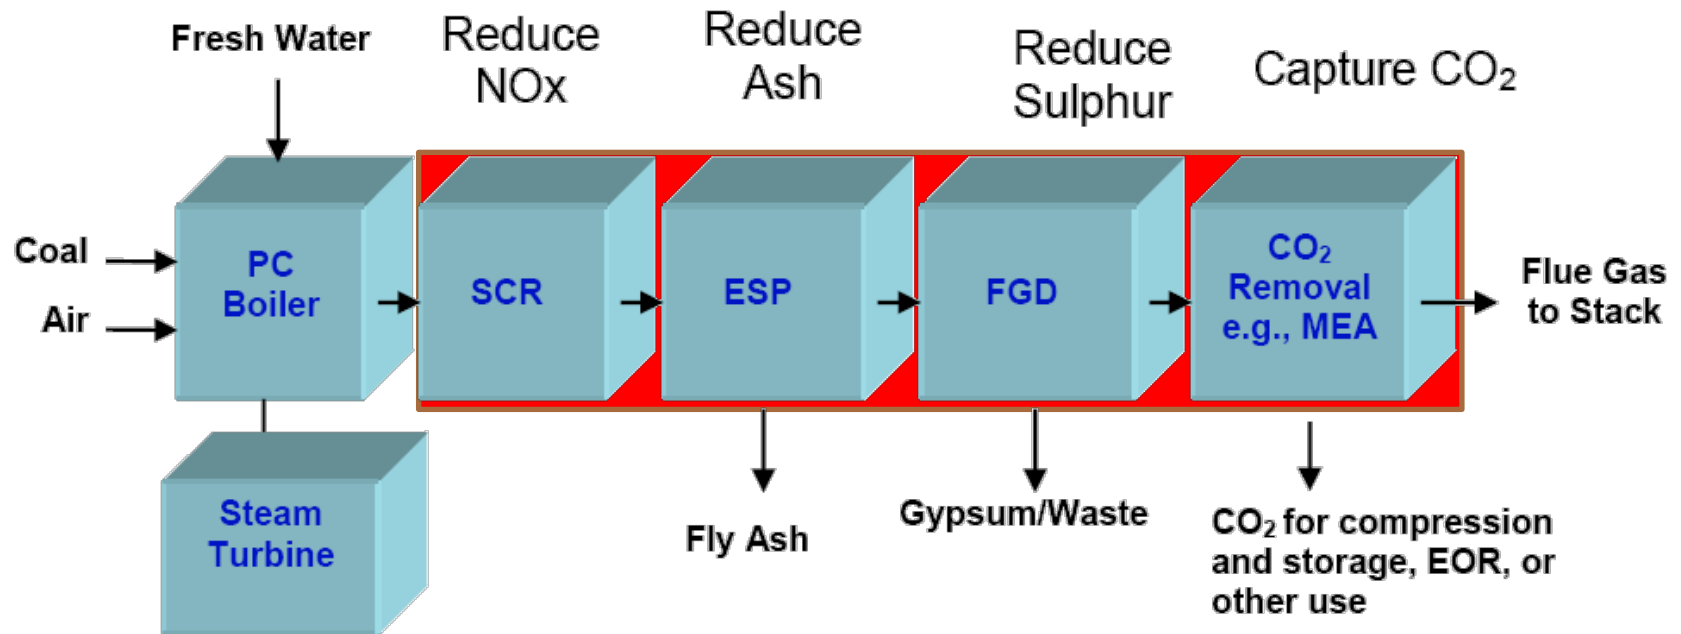 Fresh Water
Reduce
NOx
Reduce
Ash
Reduce
Sulphur
Capture CO₂
Coal
Air
PC
Boiler
SCR
ESP
FGD
CO₂
Removal
e.g., MEA
Flue Gas
to Stack
Steam
Turbine
Fly Ash
Gypsum/Waste
CO₂ for compression
and storage, EOR, or
other use